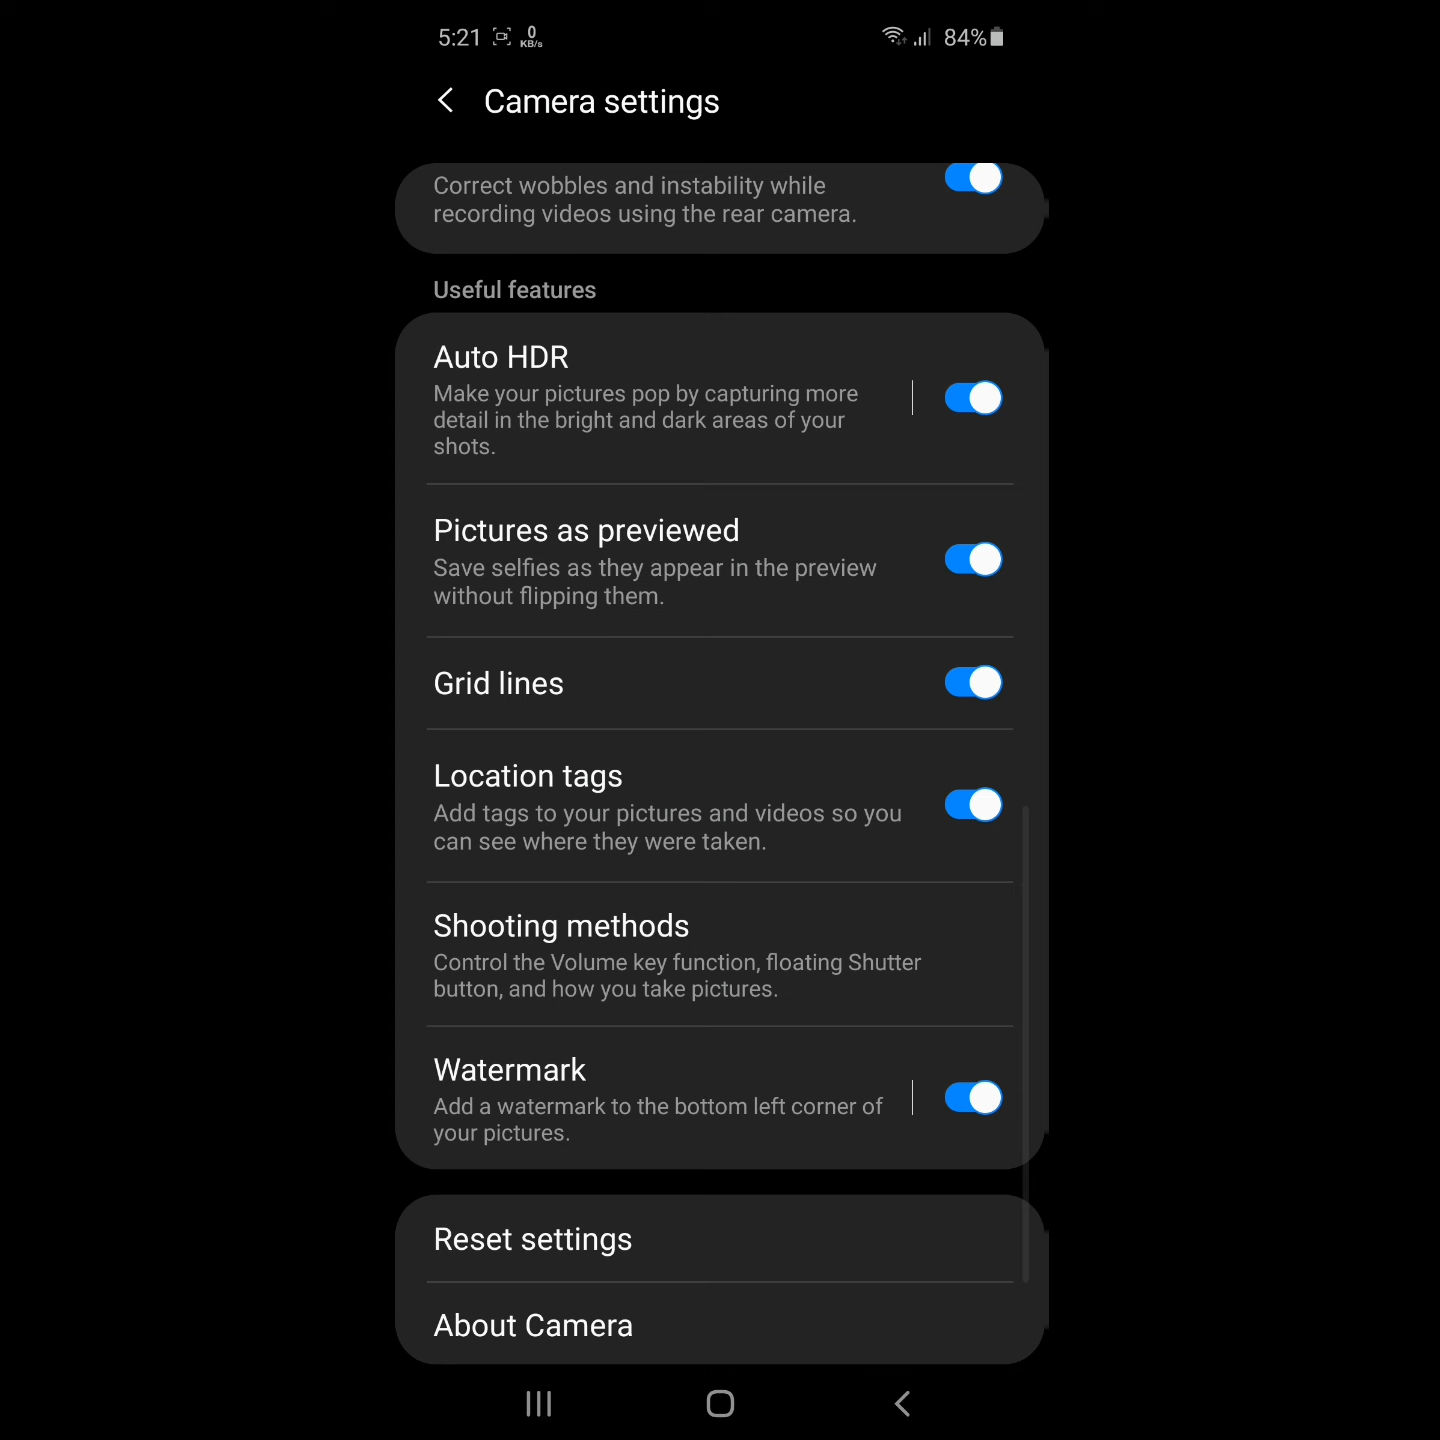 5:21 0 KB/s 84%
Camera settings
Correct wobbles and instability while
recording videos using the rear camera.
Useful features
Auto HDR
Make your pictures pop by capturing more
detail in the bright and dark areas of your
shots.
Pictures as previewed
Save selfies as they appear in the preview
without flipping them.
Grid lines
Location tags
Add tags to your pictures and videos so you
can see where they were taken.
Shooting methods
Control the Volume key function, floating Shutter
button, and how you take pictures.
Watermark
Add a watermark to the bottom left corner of
your pictures.
Reset settings
About Camera